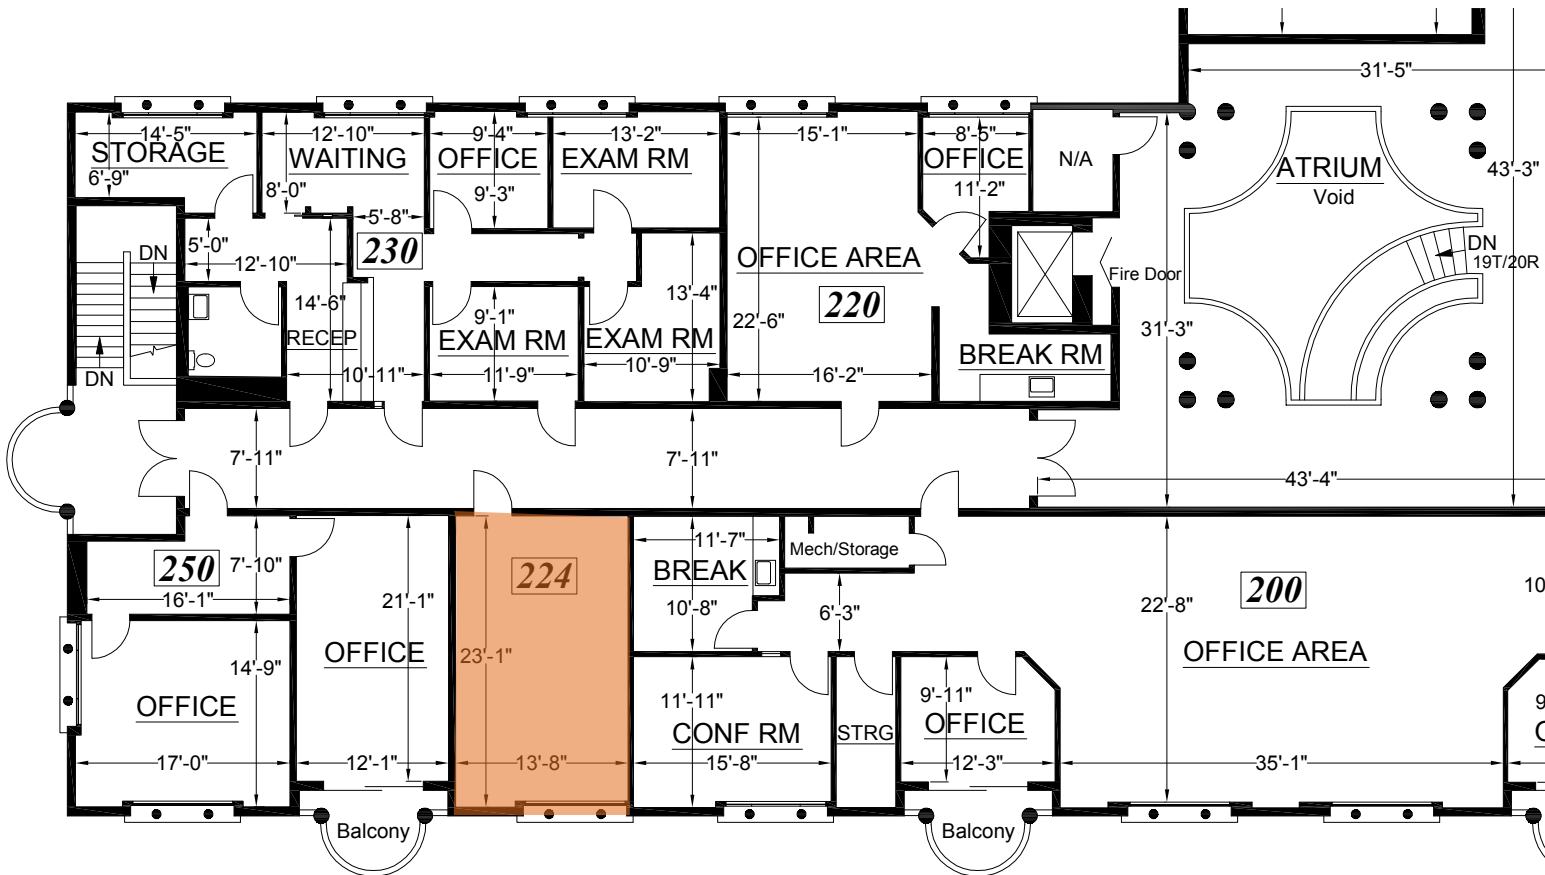 31'-5"
14'-5"
12'-10"
9'-4"
13'-2"
15'-1"
8'-5"
STORAGE
WAITING
OFFICE
EXAM RM
OFFICE
N/A
ATRIUM
Void
43'-3"
6'-9"
8'-0"
9'-3"
11'-2"
5'-8"
5'-0"
230
DN
12'-10"
OFFICE AREA
DN
19T/20R
Fire Door
14'-6"
13'-4"
220
9'-1"
22'-6"
31'-3"
RECEP
EXAM RM
EXAM RM
BREAK RM
DN
10'-11"
11'-9"
10'-9"
16'-2"
7'-11"
7'-11"
43'-4"
11'-7"
Mech/Storage
250
7'-10"
224
BREAK
200
10
16'-1"
21'-1"
10'-8"
6'-3"
22'-8"
OFFICE
23'-1"
OFFICE AREA
14'-9"
11'-11"
9'-11"
9
OFFICE
CONF RM
STRG
OFFICE
17'-0"
12'-1"
13'-8"
15'-8"
12'-3"
35'-1"
Balcony
Balcony